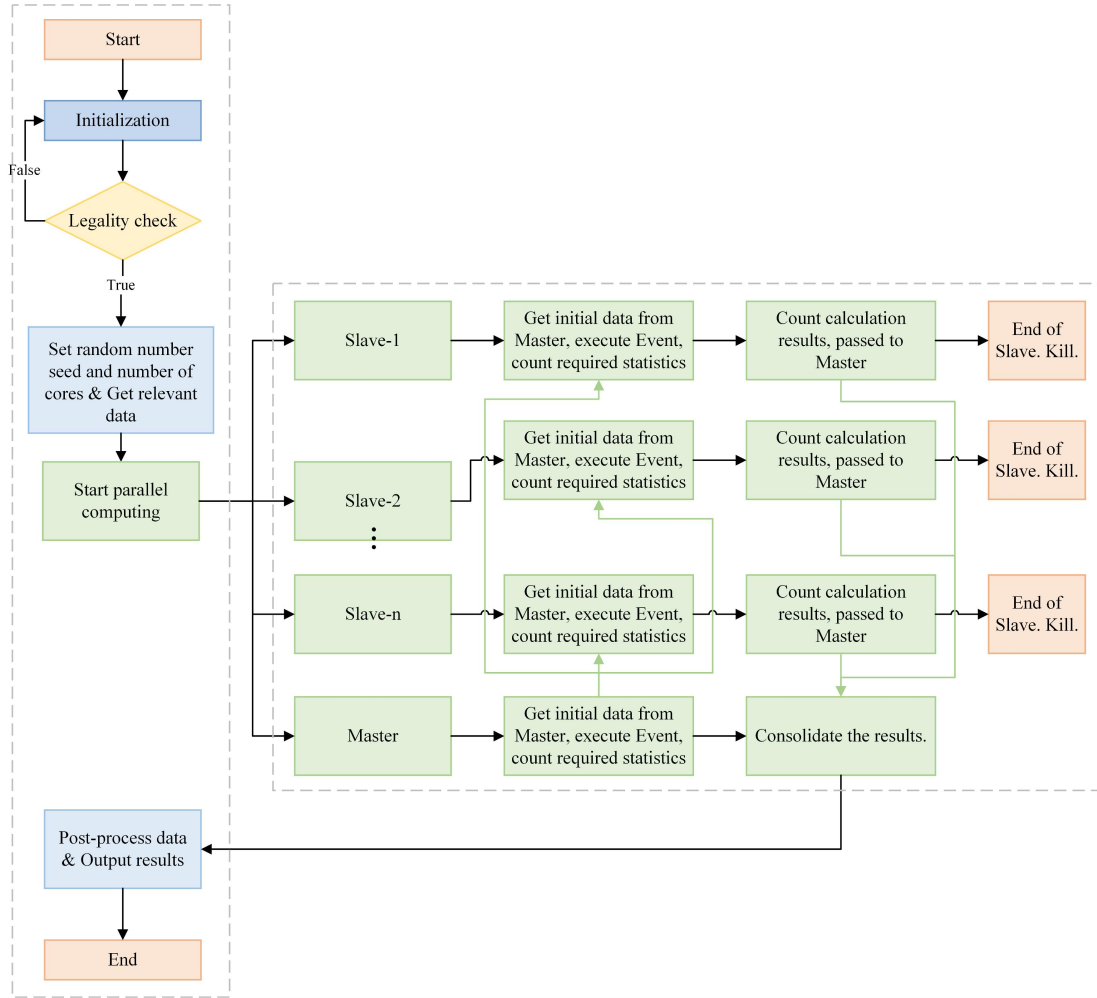 Start
Initialization
False
Legality check
True
Set random number
seed and number of
cores & Get relevant
data
Start parallel
computing
Slave-1
Get initial data from
Master, execute Event,
count required statistics
Count calculation
results, passed to
Master
End of
Slave. Kill.
Slave-2
Get initial data from
Master, execute Event,
count required statistics
Count calculation
results, passed to
Master
End of
Slave. Kill.
Slave-n
Get initial data from
Master, execute Event,
count required statistics
Count calculation
results, passed to
Master
End of
Slave. Kill.
Master
Get initial data from
Master, execute Event,
count required statistics
Consolidate the results.
Post-process data
& Output results
End